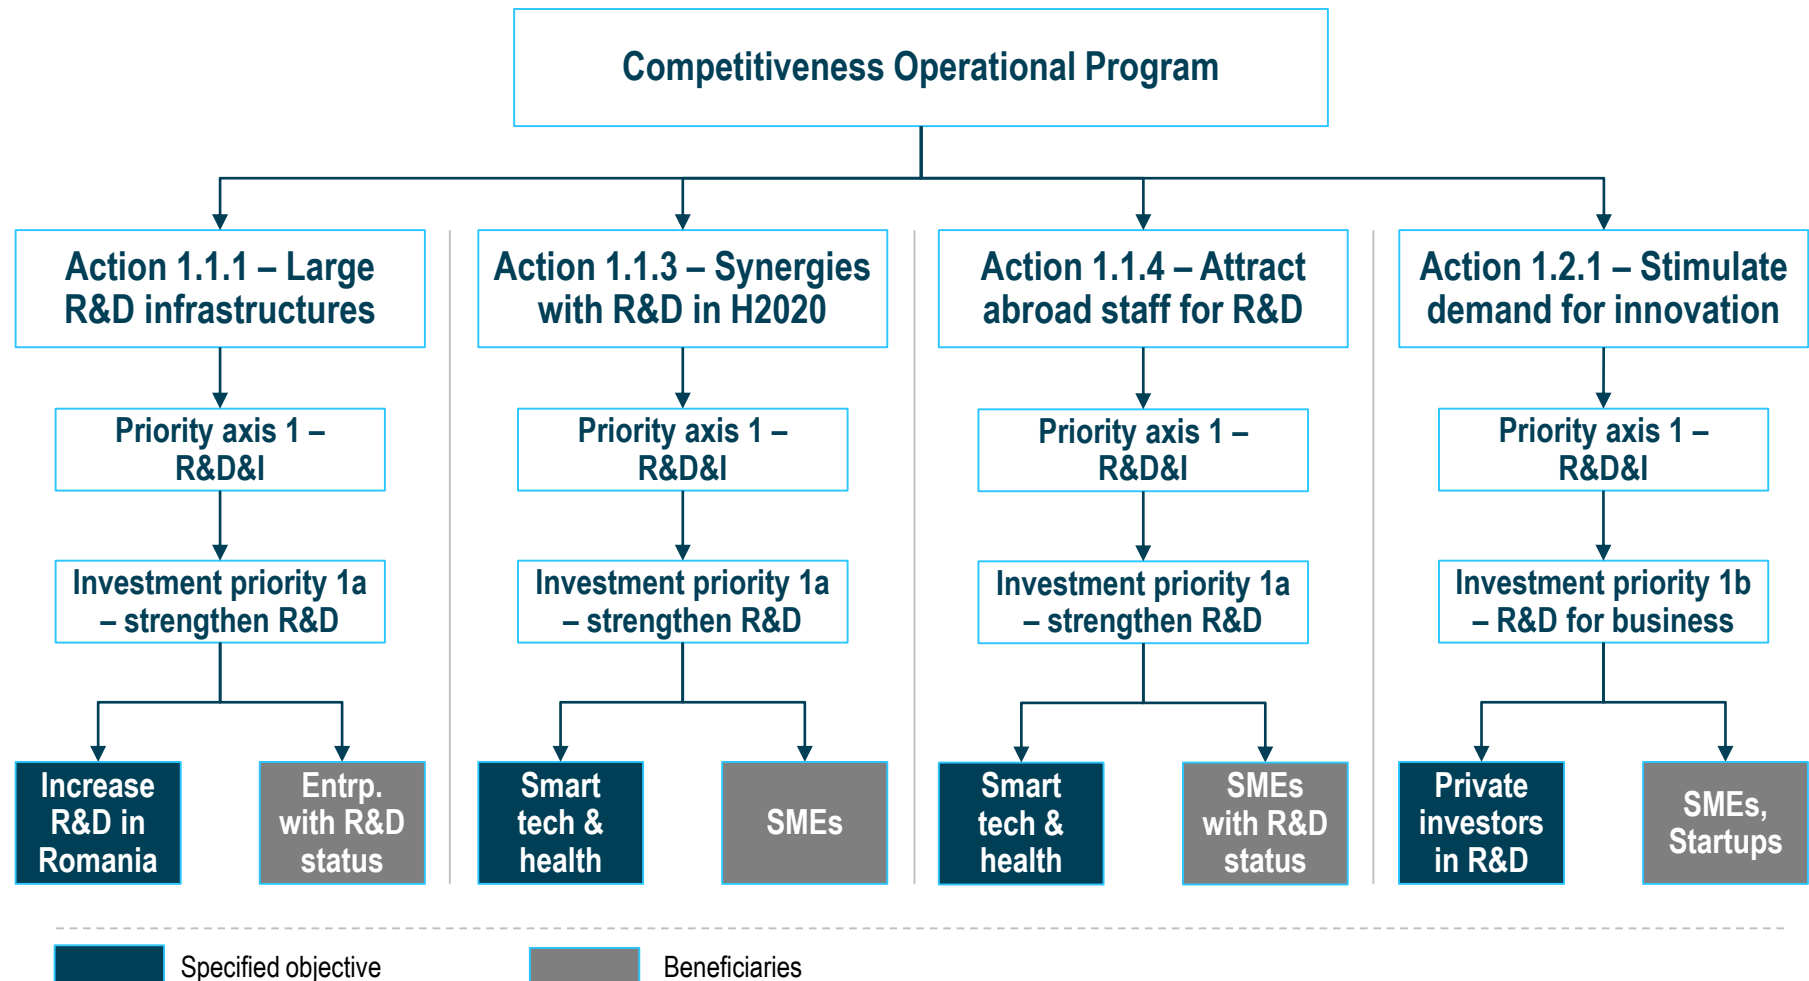 Competitiveness Operational Program
Action 1.1.1 – Large
R&D infrastructures
Action 1.1.3 – Synergies
with R&D in H2020
Action 1.1.4 – Attract
abroad staff for R&D
Action 1.2.1 – Stimulate
demand for innovation
Priority axis 1 –
R&D&I
Priority axis 1 –
R&D&I
Priority axis 1 –
R&D&I
Priority axis 1 –
R&D&I
Investment priority 1a
– strengthen R&D
Investment priority 1a
– strengthen R&D
Investment priority 1a
– strengthen R&D
Investment priority 1b
– R&D for business
Increase
R&D in
Romania
Entrp.
with R&D
status
Smart
tech &
health
SMEs
Smart
tech &
health
SMEs
with R&D
status
Private
investors
in R&D
SMEs,
Startups
Specified objective
Beneficiaries